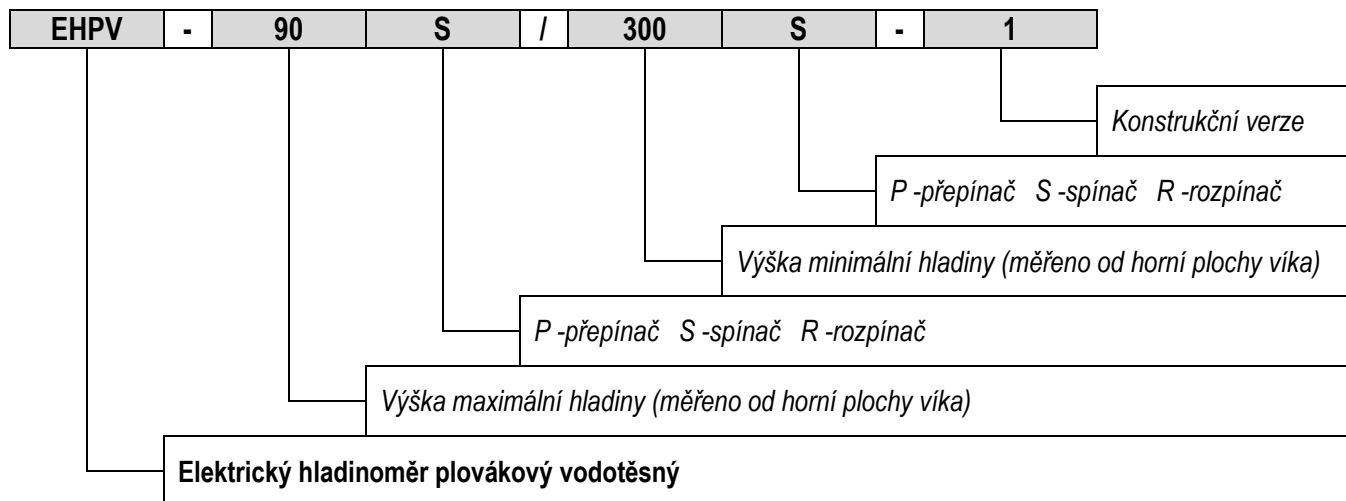 EHPV - 90 S / 300 S - 1
Konstrukční verze
P -přepínač S -spínač R -rozpínač
Výška minimální hladiny (měřeno od horní plochy víka)
P -přepínač S -spínač R -rozpínač
Výška maximální hladiny (měřeno od horní plochy víka)
Elektrický hladinoměr plovákový vodotěsný